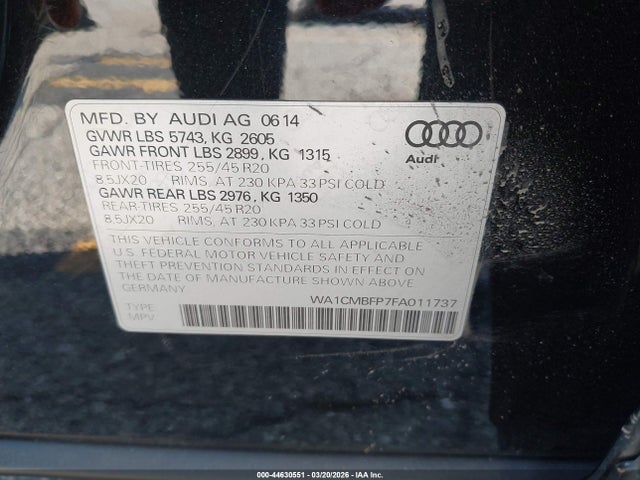 MFD. BY AUDI AG 0614
GVWR LBS 5743, KG 2605
GAWR FRONT LBS 2899, KG 1315
FRONT-TIRES 255/45 R20
8.5JX20 RIMS, AT 230 KPA 33 PSI COLD
GAWR REAR LBS 2976, KG 1350
REAR-TIRES 255/45 R20
8.5JX20 RIMS, AT 230 KPA 33 PSI COLD
Audi
THIS VEHICLE CONFORMS TO ALL APPLICABLE
U.S. FEDERAL MOTOR VEHICLE SAFETY AND
THEFT PREVENTION STANDARDS IN EFFECT ON
THE DATE OF MANUFACTURE SHOWN ABOVE
GERMANY
WA1CMBFP7FA011737
TYPE:
MPV
000-44630551 | 03/20/2026 | IAA Inc.